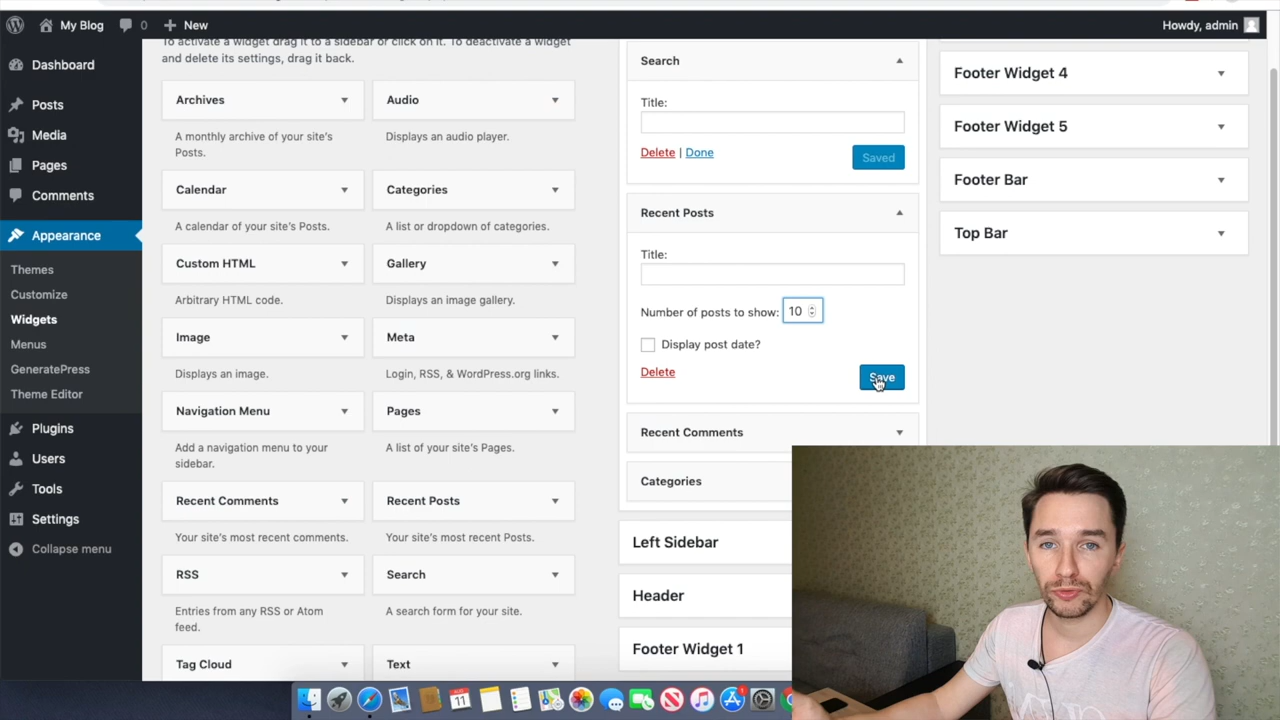 My Blog
0
New
Howdy, admin
Dashboard
Posts
Media
Pages
Comments
Appearance
Themes
Customize
Widgets
Menus
GeneratePress
Theme Editor
Plugins
Users
Tools
Settings
Collapse menu
To activate a widget drag it to a sidebar or click on it. To deactivate a widget
and delete its settings, drag it back.
Archives
A monthly archive of your site's
Posts.
Audio
Displays an audio player.
Calendar
A calendar of your site's Posts.
Categories
A list or dropdown of categories.
Custom HTML
Arbitrary HTML code.
Gallery
Displays an image gallery.
Image
Displays an image.
Meta
Login, RSS, & WordPress.org links.
Navigation Menu
Add a navigation menu to your
sidebar.
Pages
A list of your site's Pages.
Recent Comments
Your site's most recent comments.
Recent Posts
Your site's most recent Posts.
RSS
Entries from any RSS or Atom
feed.
Search
A search form for your site.
Tag Cloud
Text
Search
Title:
Delete | Done
Saved
Recent Posts
Title:
Number of posts to show: 10
Display post date?
Delete
Save
Recent Comments
Categories
Left Sidebar
Header
Footer Widget 1
Footer Widget 4
Footer Widget 5
Footer Bar
Top Bar
11